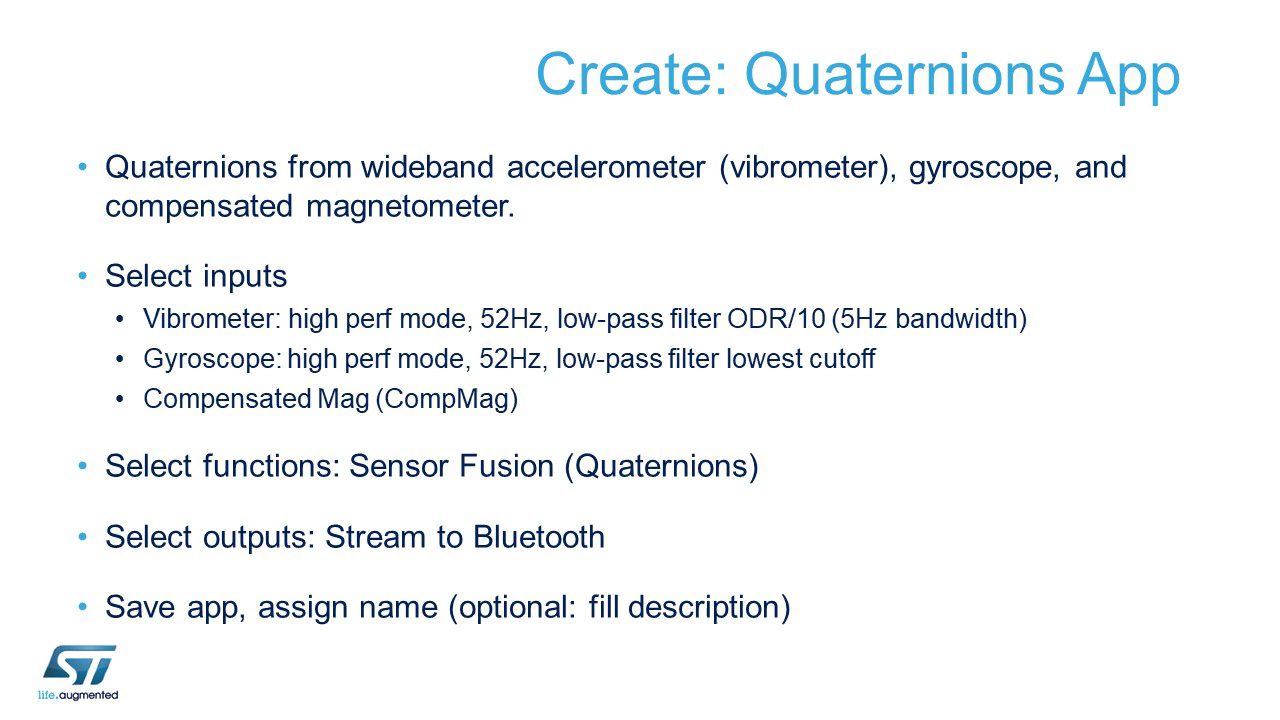 Create: Quaternions App
• Quaternions from wideband accelerometer (vibrometer), gyroscope, and
compensated magnetometer.
• Select inputs
• Vibrometer: high perf mode, 52Hz, low-pass filter ODR/10 (5Hz bandwidth)
• Gyroscope: high perf mode, 52Hz, low-pass filter lowest cutoff
• Compensated Mag (CompMag)
• Select functions: Sensor Fusion (Quaternions)
• Select outputs: Stream to Bluetooth
• Save app, assign name (optional: fill description)
ST
life.augmented